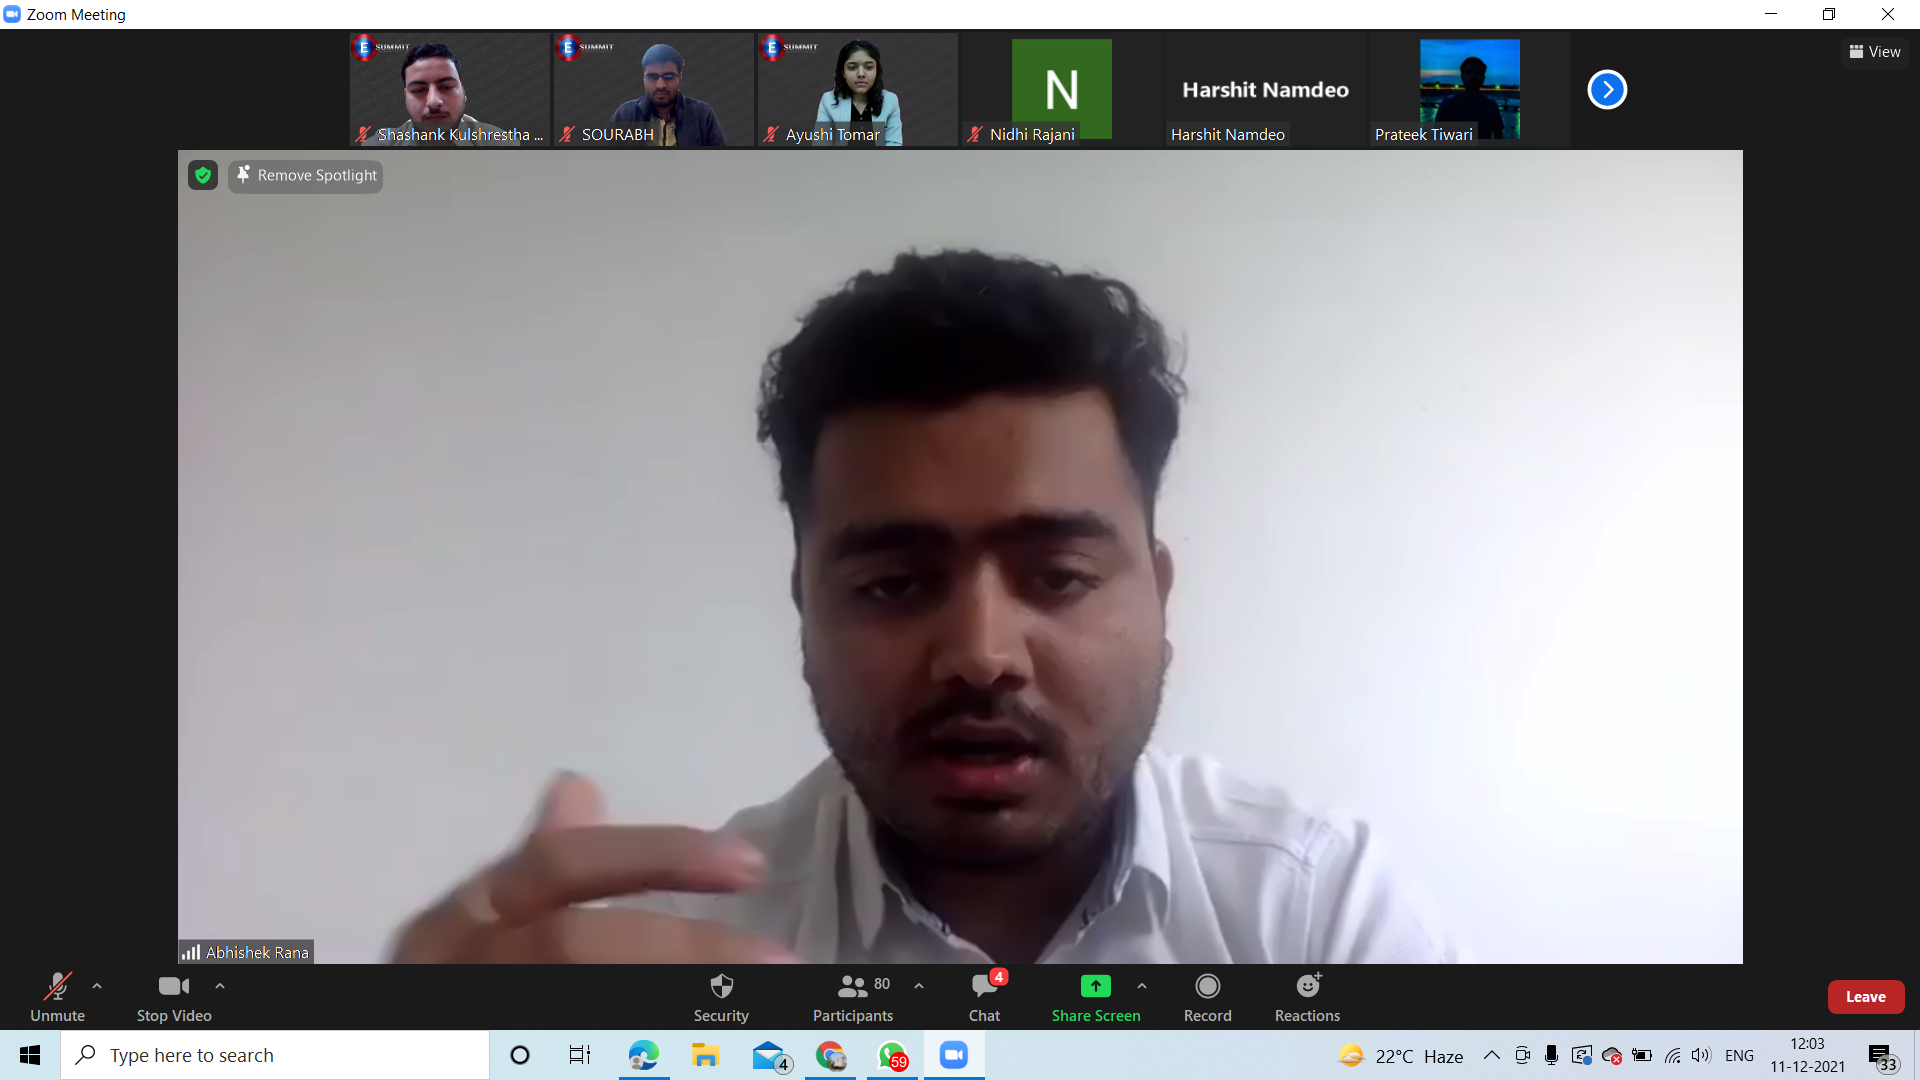 Zoom Meeting
E SUMMIT
E SUMMIT
E SUMMIT
N
Harshit Namdeo
View
Shashank Kulshrestha ...
SOURABH
Ayushi Tomar
Nidhi Rajani
Harshit Namdeo
Prateek Tiwari
Remove Spotlight
Abhishek Rana
80
4
Unmute
Stop Video
Security
Participants
Chat
Share Screen
Record
Reactions
Leave
Type here to search
4
59
22°C Haze
ENG
12:03
11-12-2021
33